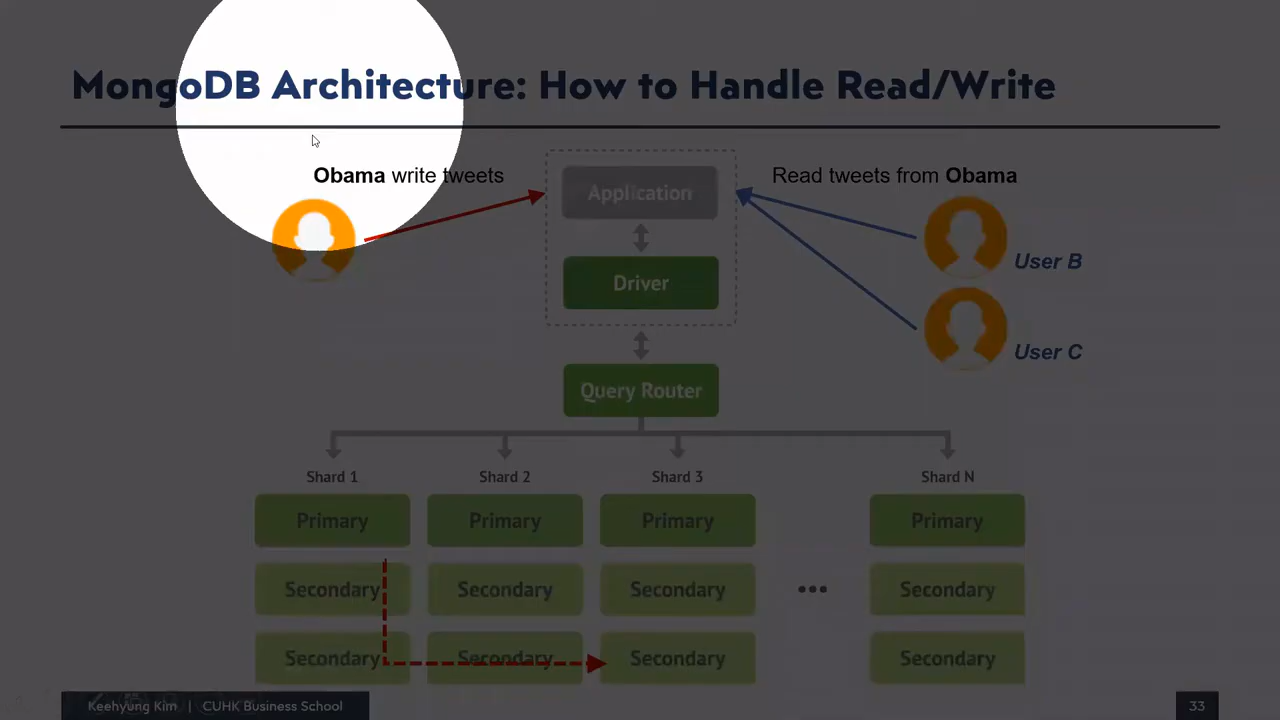 MongoDB Architecture: How to Handle Read/Write
Obama write tweets
Application
Read tweets from Obama
User B
Driver
User C
Query Router
Shard 1
Shard 2
Shard 3
Shard N
Primary
Primary
Primary
Primary
Secondary
Secondary
Secondary
•••
Secondary
Secondary
Secondary
Secondary
Secondary
Keehyung Kim | CUHK Business School
33